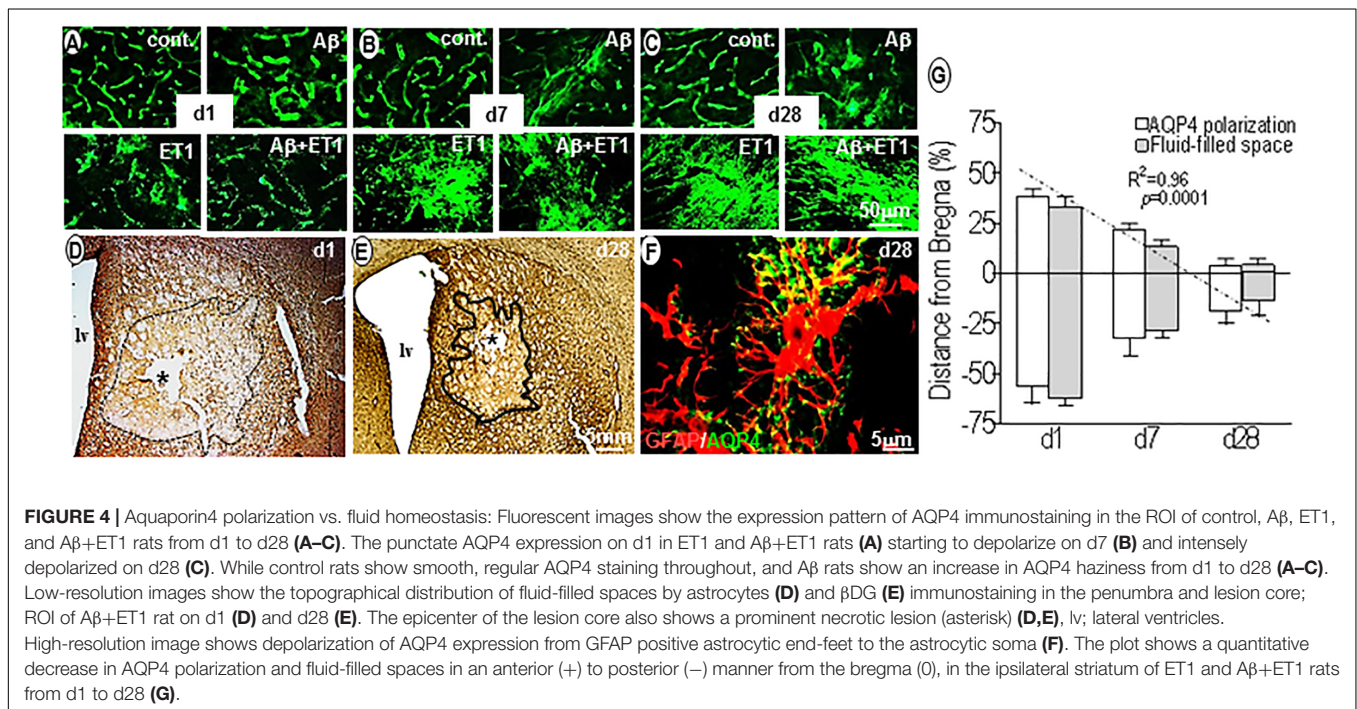 A cont. Aβ B cont. Aβ C cont. Aβ
d1 d7 d28
ET1 Aβ+ET1 ET1 Aβ+ET1 ET1 Aβ+ET1
50µm
D d1 E d28 F d28
lv * lv *
5mm GFAP/AQP4 5µm
G
75
50
25
0
-25
-50
-75
Distance from Bregna (%)
AQP4 polarization
Fluid-filled space
R²=0.96
p=0.0001
d1 d7 d28
FIGURE 4 | Aquaporin4 polarization vs. fluid homeostasis: Fluorescent images show the expression pattern of AQP4 immunostaining in the ROI of control, Aβ, ET1,
and Aβ+ET1 rats from d1 to d28 (A–C). The punctate AQP4 expression on d1 in ET1 and Aβ+ET1 rats (A) starting to depolarize on d7 (B) and intensely
depolarized on d28 (C). While control rats show smooth, regular AQP4 staining throughout, and Aβ rats show an increase in AQP4 haziness from d1 to d28 (A–C).
Low-resolution images show the topographical distribution of fluid-filled spaces by astrocytes (D) and βDG (E) immunostaining in the penumbra and lesion core;
ROI of Aβ+ET1 rat on d1 (D) and d28 (E). The epicenter of the lesion core also shows a prominent necrotic lesion (asterisk) (D,E), lv; lateral ventricles.
High-resolution image shows depolarization of AQP4 expression from GFAP positive astrocytic end-feet to the astrocytic soma (F). The plot shows a quantitative
decrease in AQP4 polarization and fluid-filled spaces in an anterior (+) to posterior (−) manner from the bregma (0), in the ipsilateral striatum of ET1 and Aβ+ET1 rats
from d1 to d28 (G).